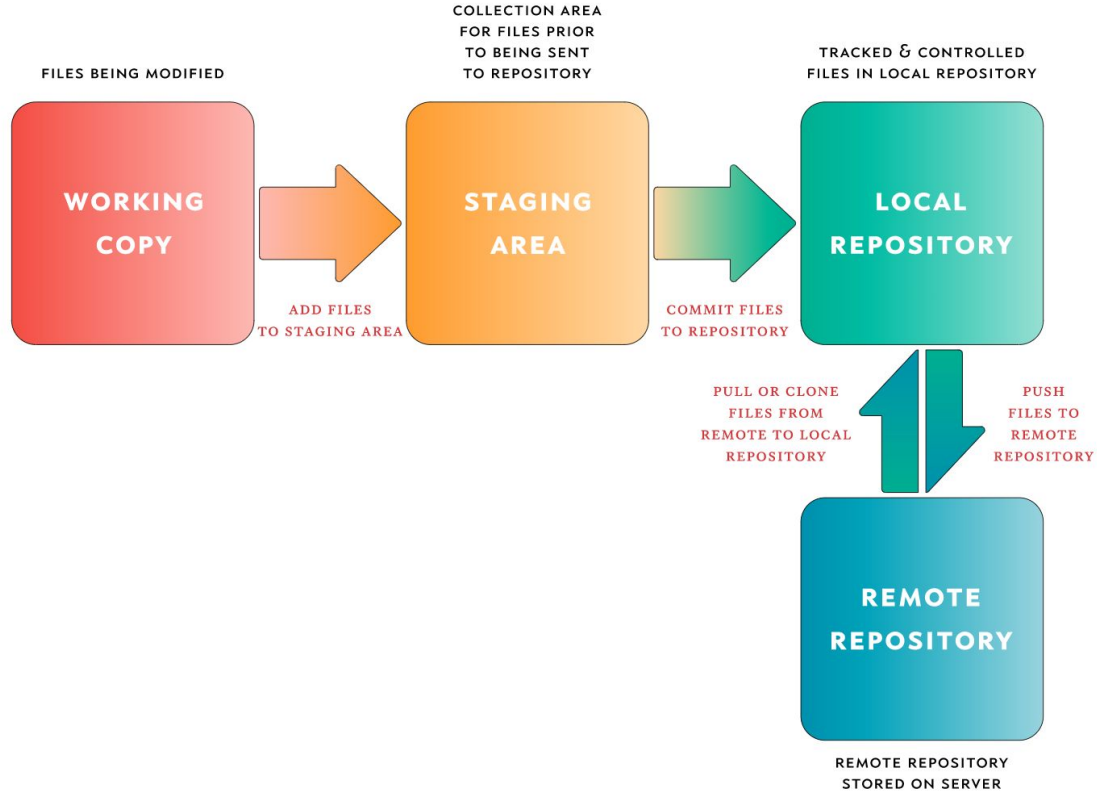 FILES BEING MODIFIED
COLLECTION AREA
FOR FILES PRIOR
TO BEING SENT
TO REPOSITORY
TRACKED & CONTROLLED
FILES IN LOCAL REPOSITORY
WORKING
COPY
ADD FILES
TO STAGING AREA
STAGING
AREA
COMMIT FILES
TO REPOSITORY
LOCAL
REPOSITORY
PULL OR CLONE
FILES FROM
REMOTE TO LOCAL
REPOSITORY
PUSH
FILES TO
REMOTE
REPOSITORY
REMOTE
REPOSITORY
REMOTE REPOSITORY
STORED ON SERVER